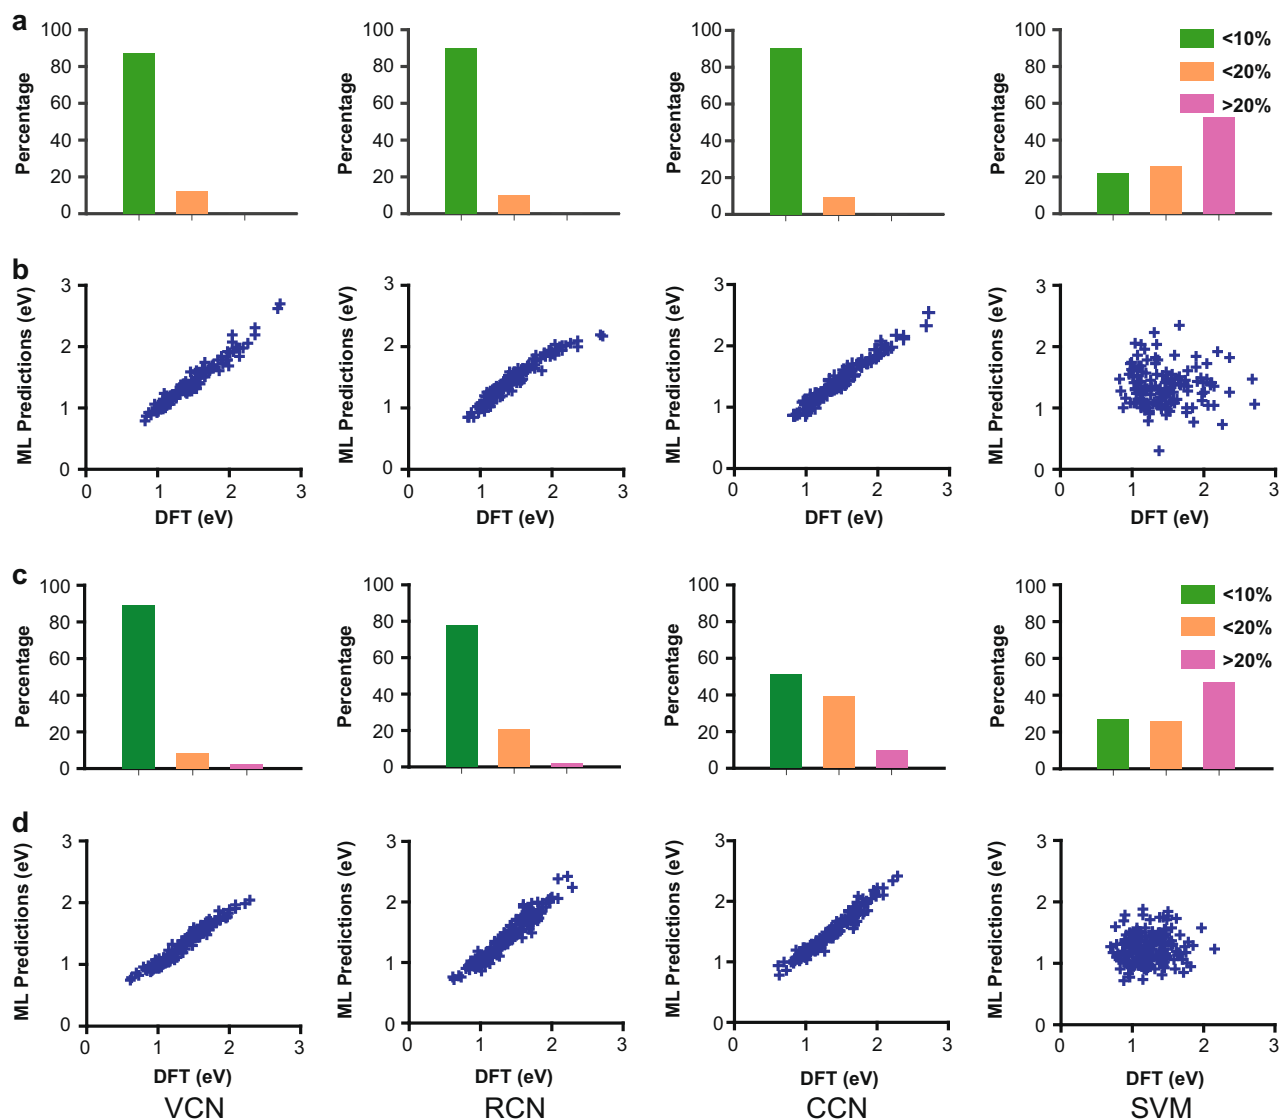 a
Percentage
100
80
60
40
20
0
Percentage
100
80
60
40
20
0
Percentage
100
80
60
40
20
0
Percentage
100
80
60
40
20
0
<10%
<20%
>20%
b
ML Predictions (eV)
3
2
1
0
0 1 2 3
DFT (eV)
ML Predictions (eV)
3
2
1
0
0 1 2 3
DFT (eV)
ML Predictions (eV)
3
2
1
0
0 1 2 3
DFT (eV)
ML Predictions (eV)
3
2
1
0
0 1 2 3
DFT (eV)
c
Percentage
100
80
60
40
20
0
Percentage
100
80
60
40
20
0
Percentage
100
80
60
40
20
0
Percentage
100
80
60
40
20
0
<10%
<20%
>20%
d
ML Predictions (eV)
3
2
1
0
0 1 2 3
DFT (eV)
VCN
ML Predictions (eV)
3
2
1
0
0 1 2 3
DFT (eV)
RCN
ML Predictions (eV)
3
2
1
0
0 1 2 3
DFT (eV)
CCN
ML Predictions (eV)
3
2
1
0
0 1 2 3
DFT (eV)
SVM